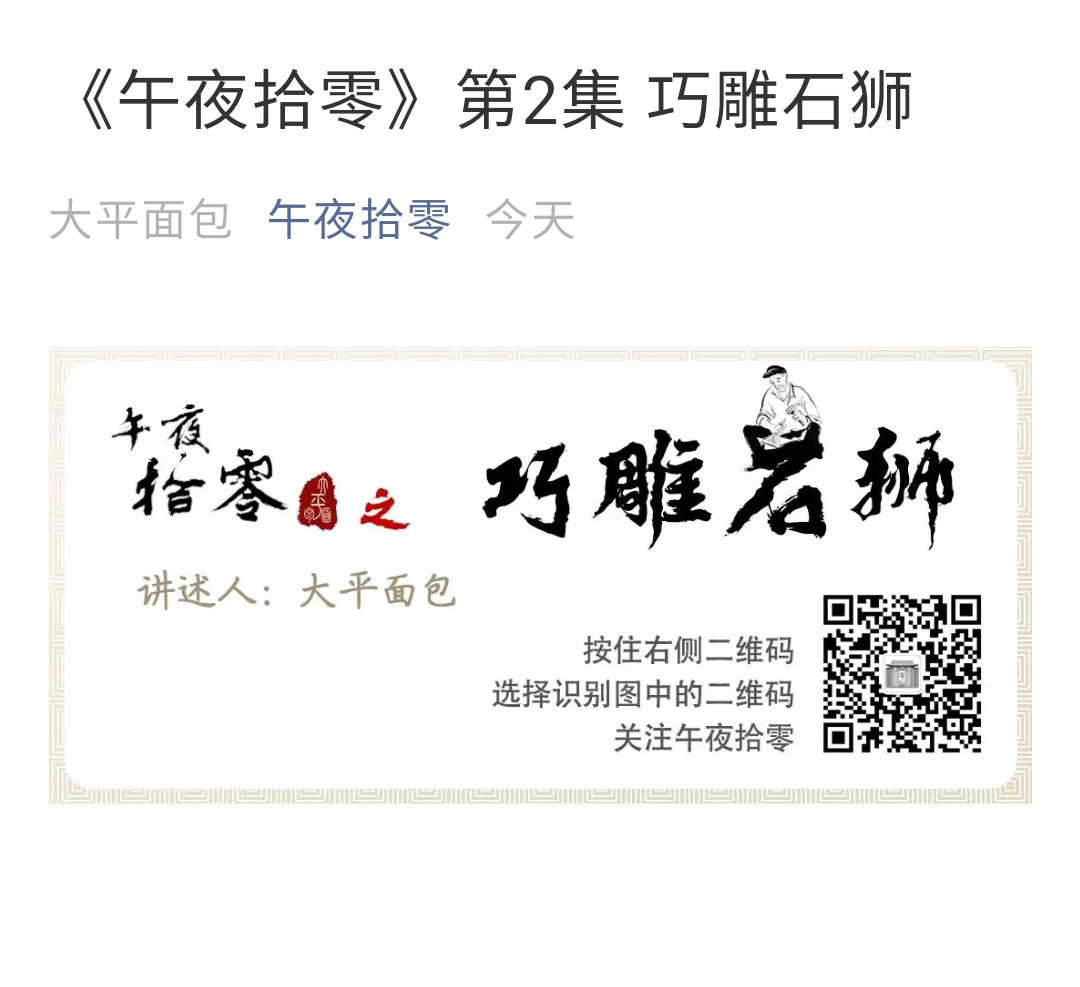 《午夜拾零》第2集 巧雕石狮
大平面包 午夜拾零 今天
午夜
拾零
之
巧雕石狮
讲述人：大平面包
按住右侧二维码
选择识别图中的二维码
关注午夜拾零